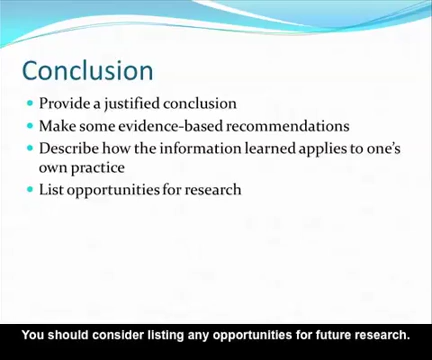 Conclusion
• Provide a justified conclusion
• Make some evidence-based recommendations
• Describe how the information learned applies to one's
own practice
• List opportunities for research
You should consider listing any opportunities for future research.